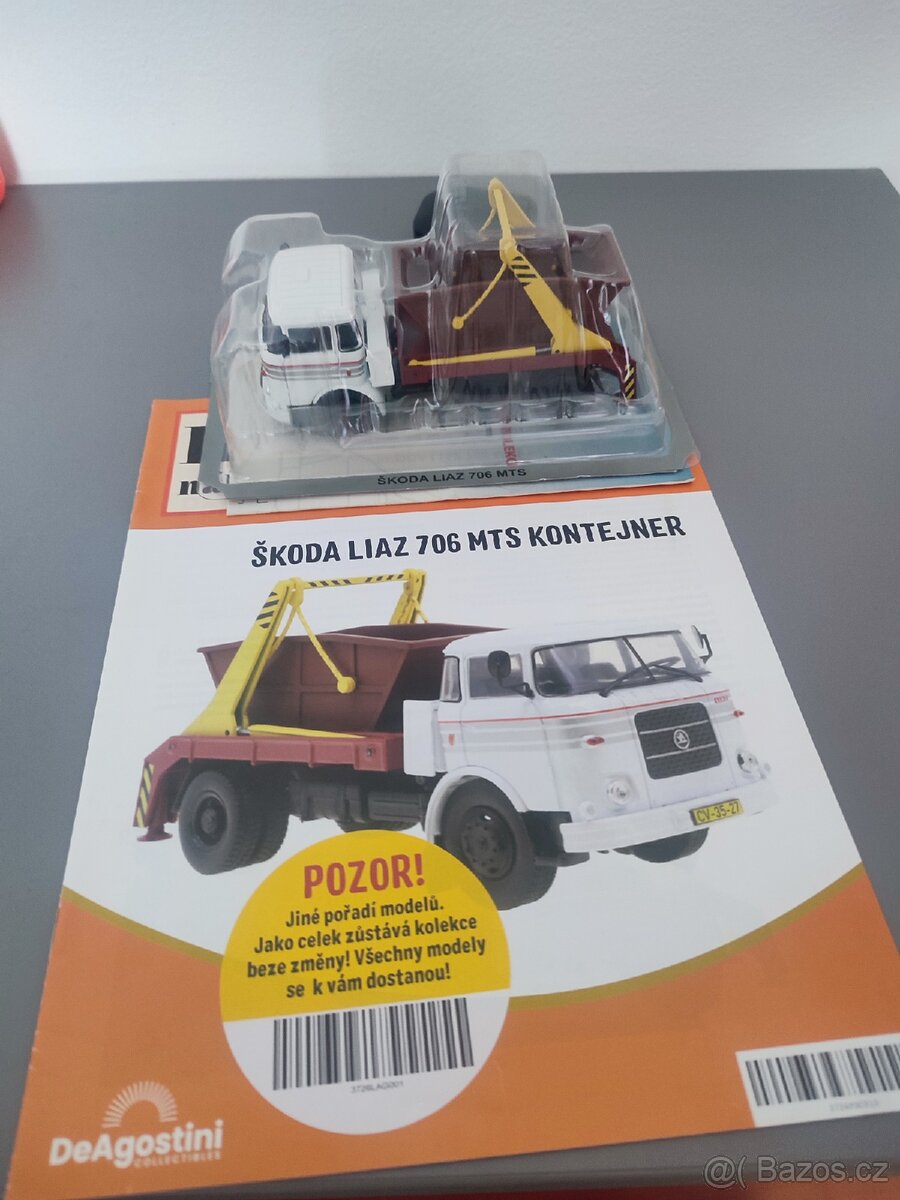 ŠKODA LIAZ 706 MTS
ŠKODA LIAZ 706 MTS KONTEJNER
CV-35-27
POZOR!
Jiné pořadí modelů.
Jako celek zůstává kolekce
beze změny! Všechny modely
se k vám dostanou!
3726LAG001
DeAgostini
COLLECTIBLES
@( Bazos.cz